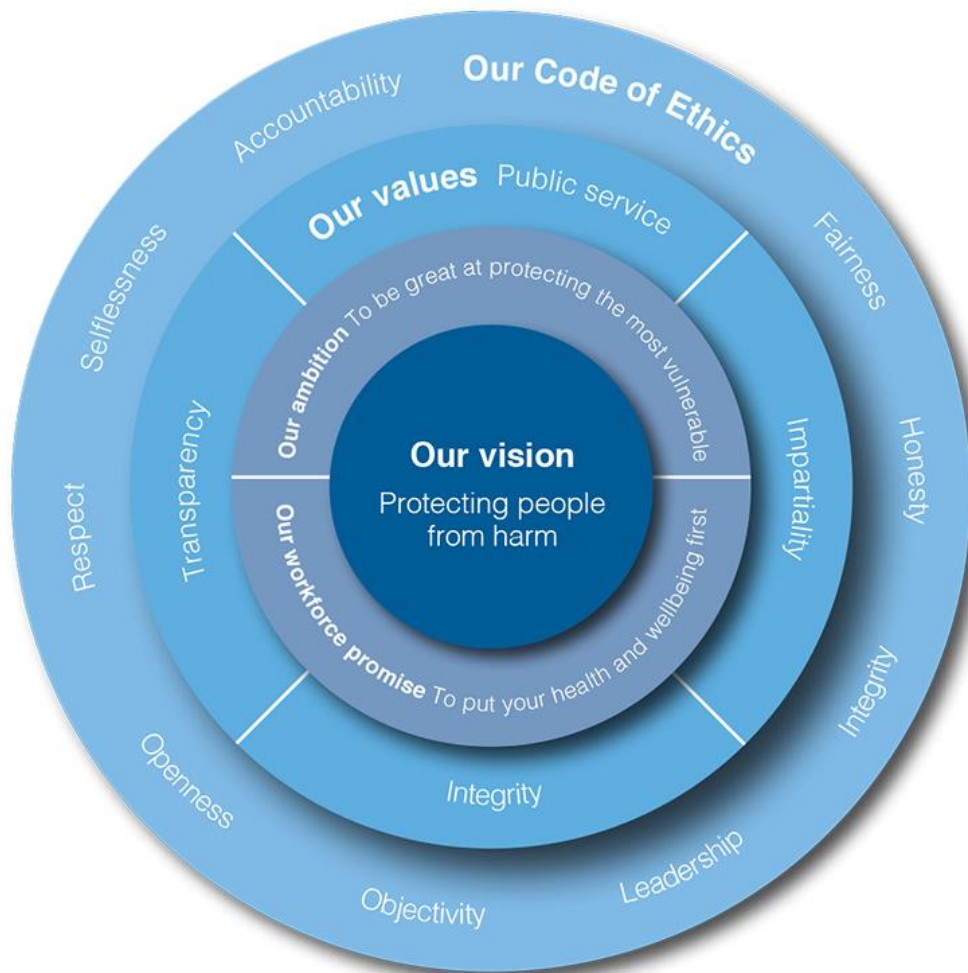 Our Code of Ethics
Fairness
Honesty
Integrity
Leadership
Objectivity
Openness
Respect
Selflessness
Accountability
Our values Public service
Impartiality
Integrity
Transparency
Our ambition To be great at protecting the most vulnerable
Our workforce promise To put your health and wellbeing first
Our vision
Protecting people
from harm